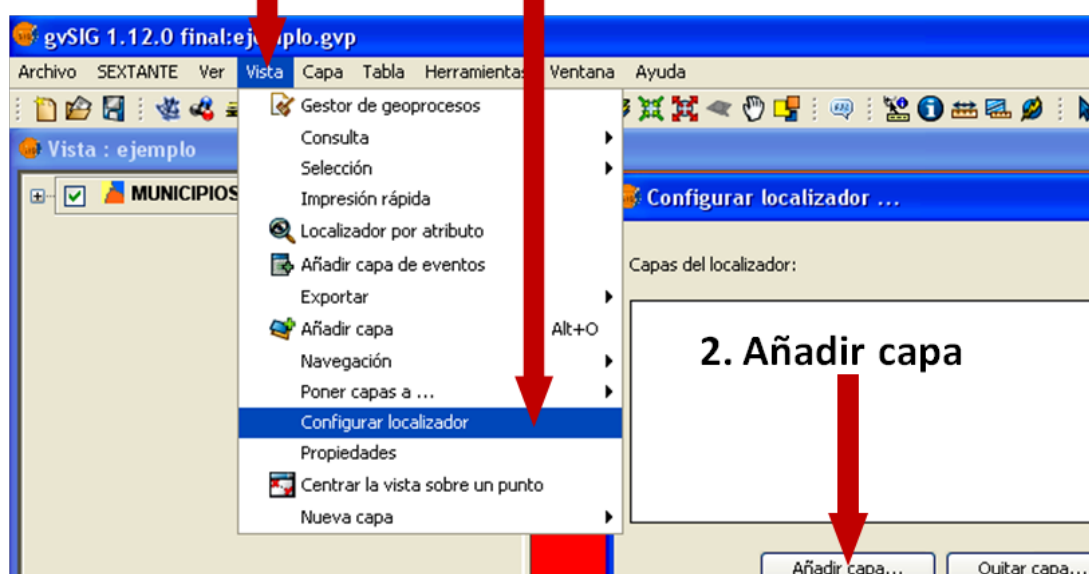 gvSIG 1.12.0 final:ejemplo.gvp
Archivo SEXTANTE Ver Vista Capa Tabla Herramientas Ventana Ayuda
Vista : ejemplo
MUNICIPIOS
Gestor de geoprocesos
Consulta
Selección
Impresión rápida
Localizador por atributo
Añadir capa de eventos
Exportar
Añadir capa Alt+O
Navegación
Poner capas a ...
Configurar localizador
Propiedades
Centrar la vista sobre un punto
Nueva capa
Configurar localizador ...
Capas del localizador:
2. Añadir capa
Añadir capa... Quitar capa...